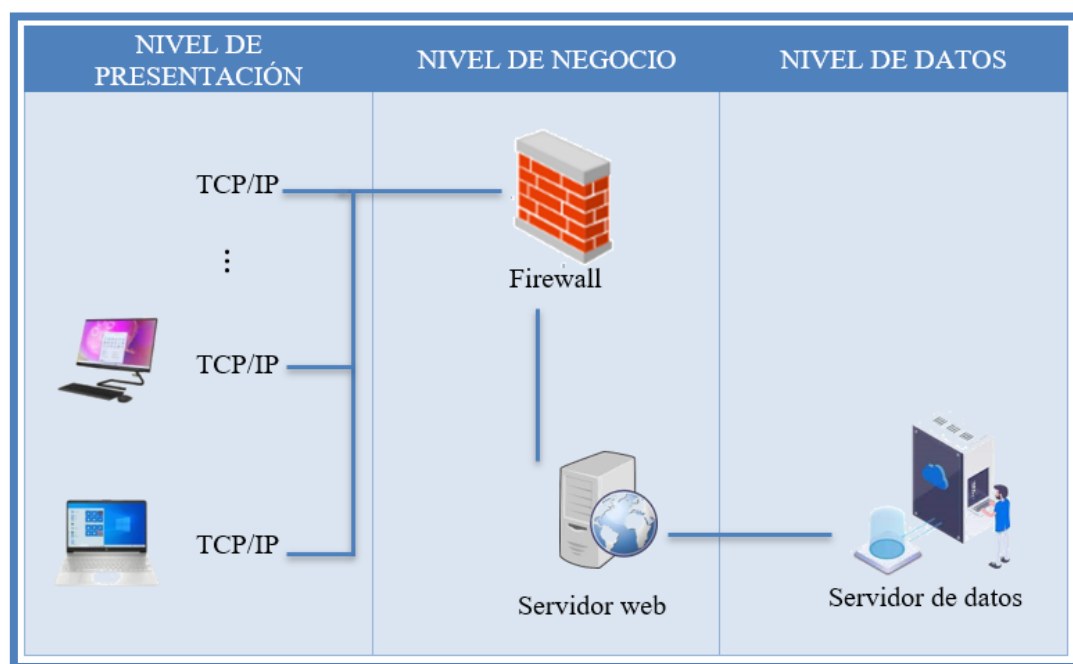 NIVEL DE
PRESENTACIÓN
NIVEL DE NEGOCIO
NIVEL DE DATOS
TCP/IP
⋮
Firewall
TCP/IP
TCP/IP
Servidor web
Servidor de datos